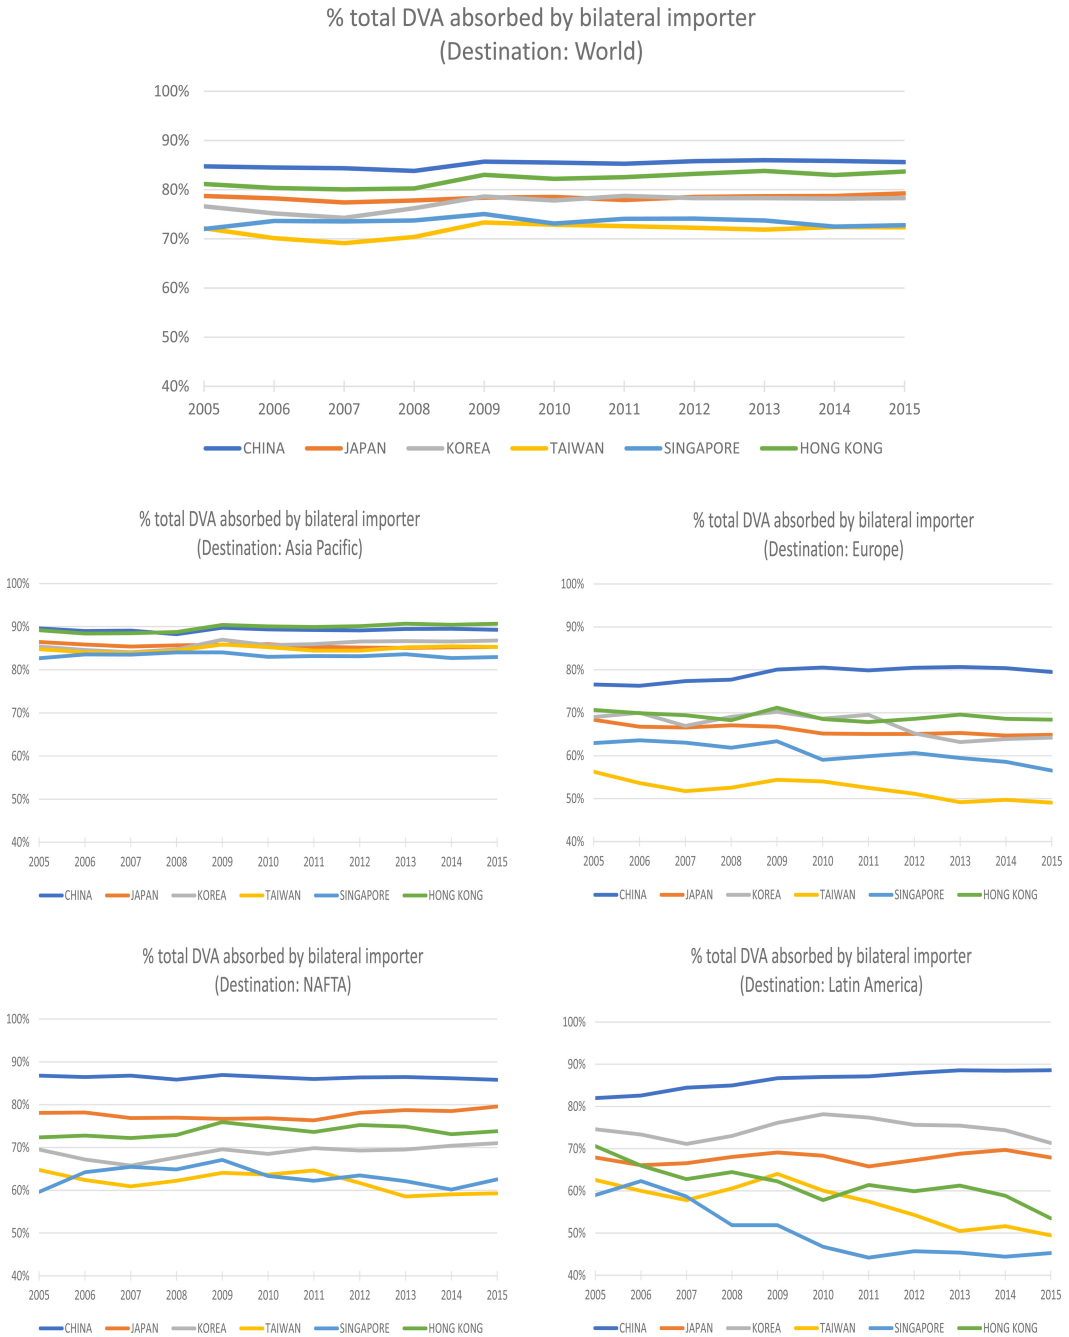 % total DVA absorbed by bilateral importer
(Destination: World)
100%
90%
80%
70%
60%
50%
40%
2005 2006 2007 2008 2009 2010 2011 2012 2013 2014 2015
CHINA JAPAN KOREA TAIWAN SINGAPORE HONG KONG
% total DVA absorbed by bilateral importer
(Destination: Asia Pacific)
100%
90%
80%
70%
60%
50%
40%
2005 2006 2007 2008 2009 2010 2011 2012 2013 2014 2015
CHINA JAPAN KOREA TAIWAN SINGAPORE HONG KONG
% total DVA absorbed by bilateral importer
(Destination: Europe)
100%
90%
80%
70%
60%
50%
40%
2005 2006 2007 2008 2009 2010 2011 2012 2013 2014 2015
CHINA JAPAN KOREA TAIWAN SINGAPORE HONG KONG
% total DVA absorbed by bilateral importer
(Destination: NAFTA)
100%
90%
80%
70%
60%
50%
40%
2005 2006 2007 2008 2009 2010 2011 2012 2013 2014 2015
CHINA JAPAN KOREA TAIWAN SINGAPORE HONG KONG
% total DVA absorbed by bilateral importer
(Destination: Latin America)
100%
90%
80%
70%
60%
50%
40%
2005 2006 2007 2008 2009 2010 2011 2012 2013 2014 2015
CHINA JAPAN KOREA TAIWAN SINGAPORE HONG KONG